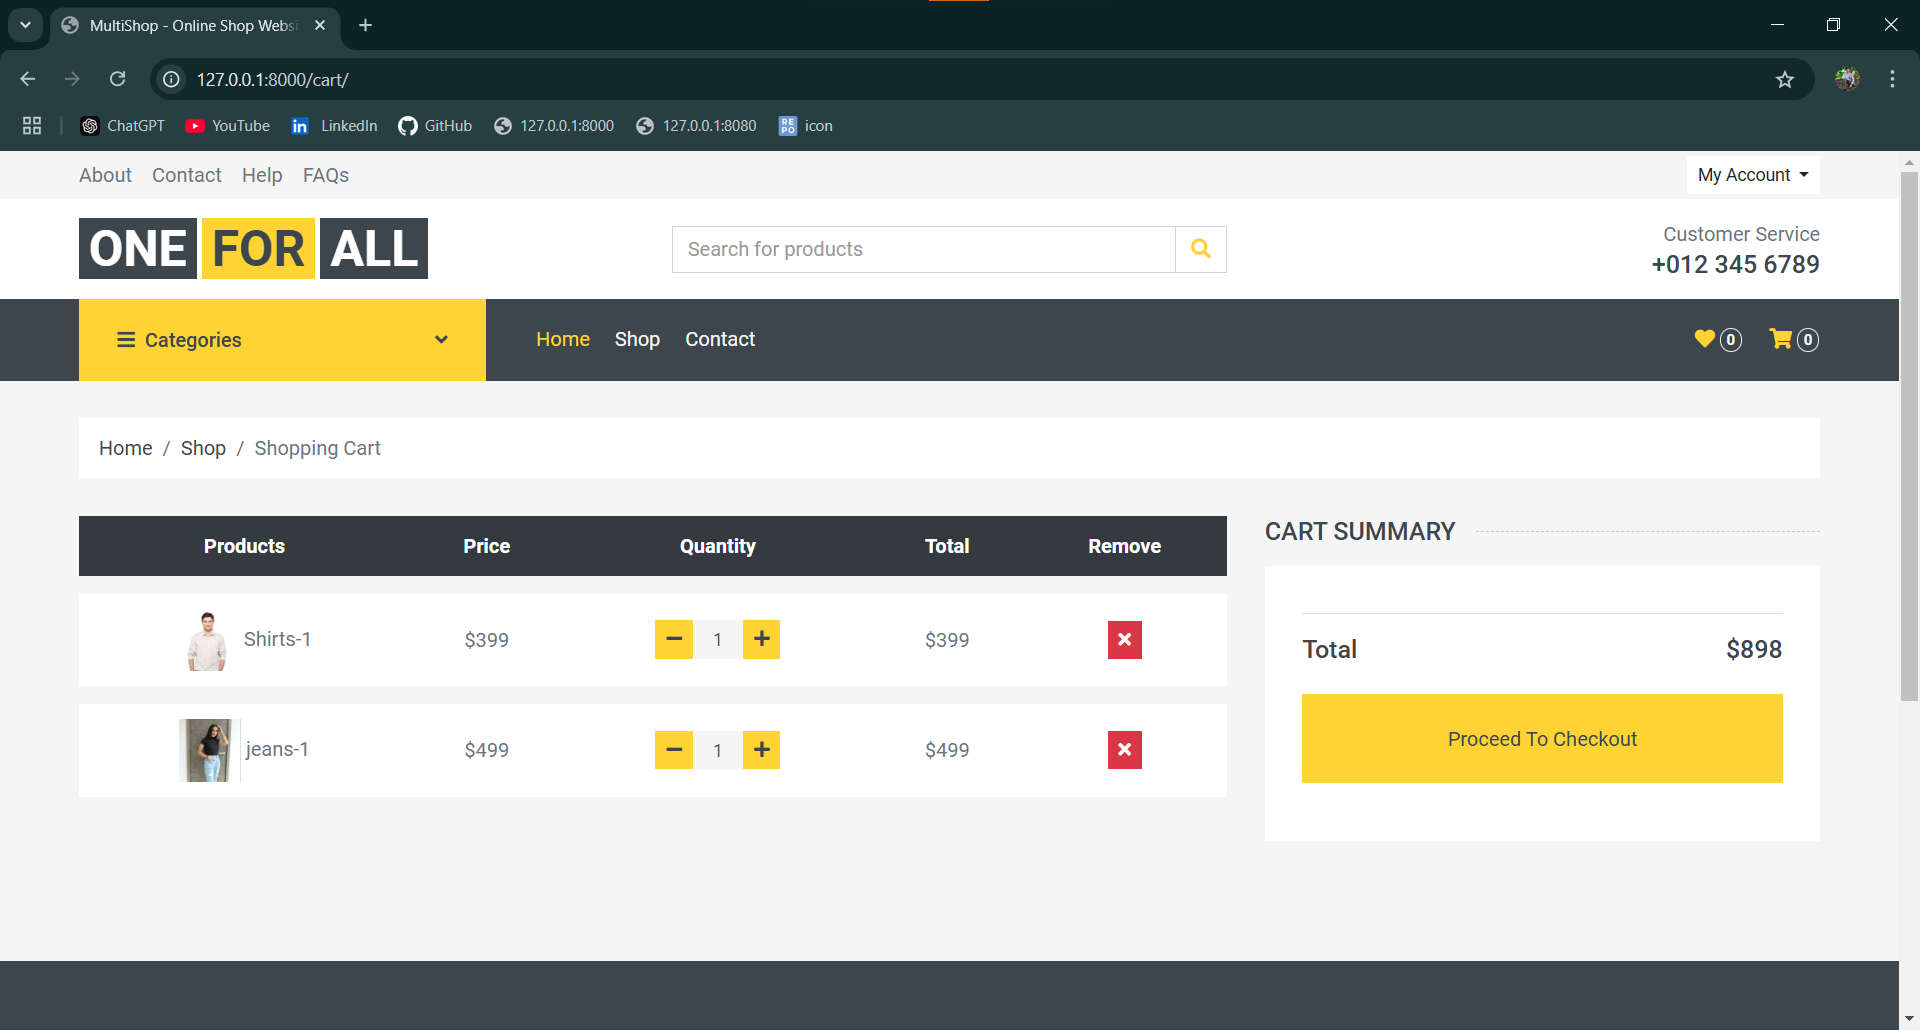 MultiShop - Online Shop Websi
127.0.0.1:8000/cart/
ChatGPT YouTube LinkedIn GitHub 127.0.0.1:8000 127.0.0.1:8080 icon
About Contact Help FAQs My Account
ONE FOR ALL
Search for products
Customer Service
+012 345 6789
Categories Home Shop Contact 0 0
Home / Shop / Shopping Cart
Products Price Quantity Total Remove
Shirts-1 $399 1 $399
jeans-1 $499 1 $499
CART SUMMARY
Total $898
Proceed To Checkout